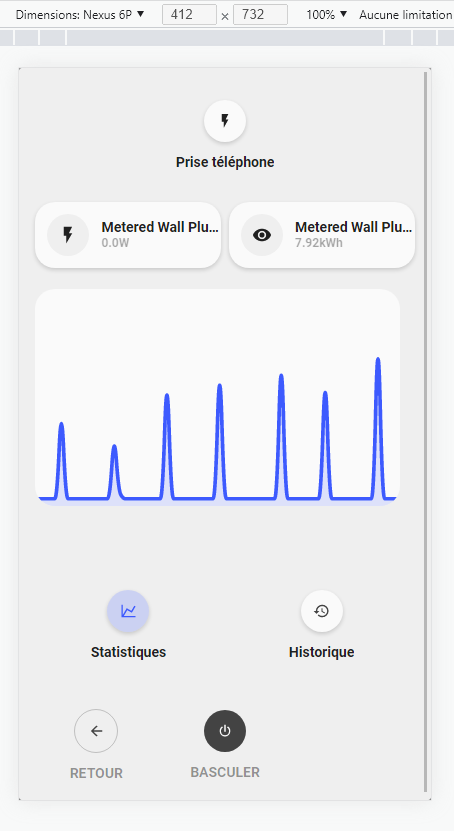 Dimensions: Nexus 6P ▼ 412 × 732 100% ▼ Aucune limitation
Prise téléphone
Metered Wall Plu...
0.0W
Metered Wall Plu...
7.92kWh
Statistiques
Historique
RETOUR
BASCULER